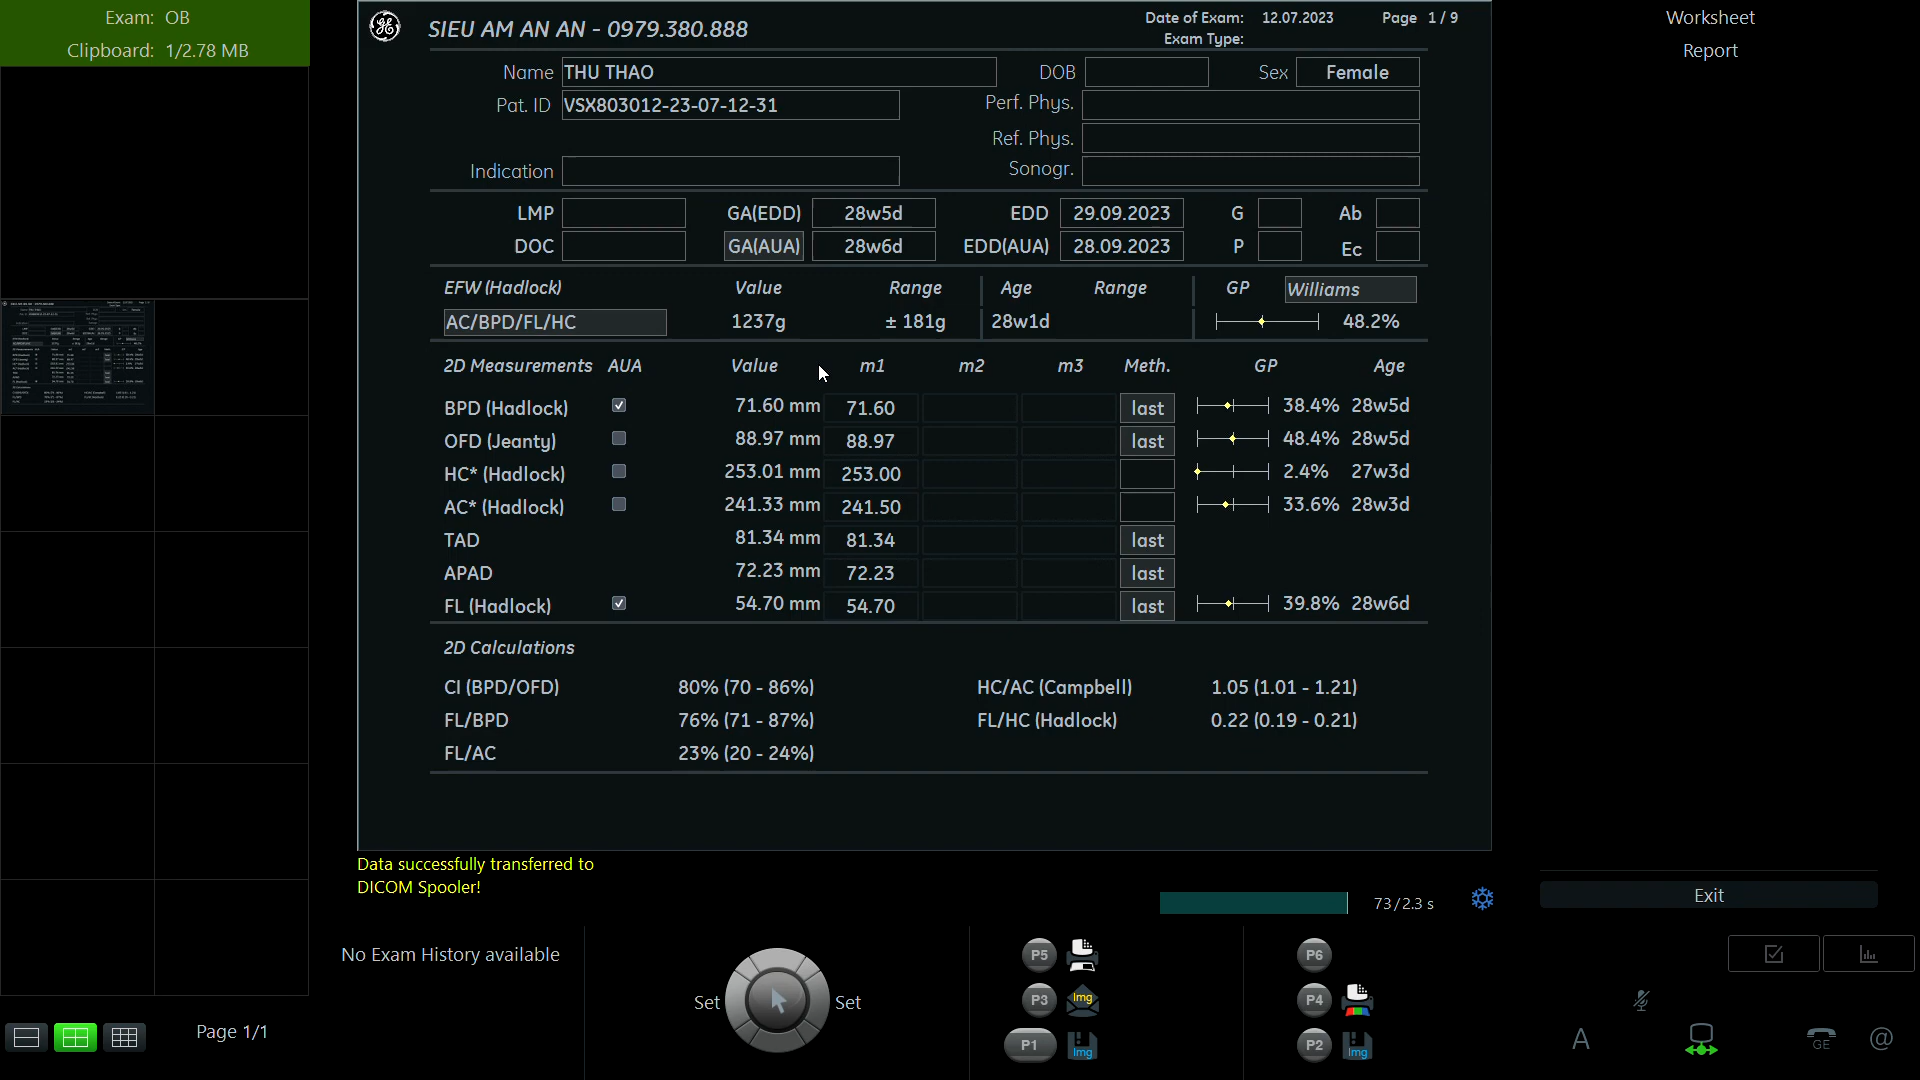 Exam: OB
Clipboard: 1/2.78 MB
SIEU AM AN AN - 0979.380.888
Date of Exam: 12.07.2023 Page 1 / 9
Exam Type:
Worksheet
Report
Name THU THAO DOB Sex Female
Pat. ID VSX803012-23-07-12-31 Perf. Phys.
Ref. Phys.
Indication Sonogr.
LMP GA(EDD) 28w5d EDD 29.09.2023 G Ab
DOC GA(AUA) 28w6d EDD(AUA) 28.09.2023 P Ec
EFW (Hadlock) Value Range Age Range GP Williams
AC/BPD/FL/HC 1237g ± 181g 28w1d 48.2%
2D Measurements AUA Value m1 m2 m3 Meth. GP Age
BPD (Hadlock) 71.60 mm 71.60 last 38.4% 28w5d
OFD (Jeanty) 88.97 mm 88.97 last 48.4% 28w5d
HC* (Hadlock) 253.01 mm 253.00 2.4% 27w3d
AC* (Hadlock) 241.33 mm 241.50 33.6% 28w3d
TAD 81.34 mm 81.34 last
APAD 72.23 mm 72.23 last
FL (Hadlock) 54.70 mm 54.70 last 39.8% 28w6d
2D Calculations
CI (BPD/OFD) 80% (70 - 86%) HC/AC (Campbell) 1.05 (1.01 - 1.21)
FL/BPD 76% (71 - 87%) FL/HC (Hadlock) 0.22 (0.19 - 0.21)
FL/AC 23% (20 - 24%)
Data successfully transferred to
DICOM Spooler!
73/2.3 s
Exit
No Exam History available
Set Set
P5 P6
P3 Img P4
P1 Img P2 Img
Page 1/1
A GE @